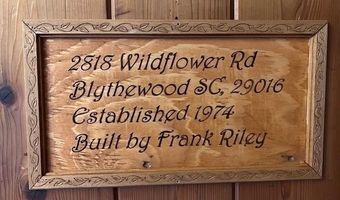 2818 Wildflower Rd
Blythewood SC, 29016
Established 1974
Built by Frank Riley